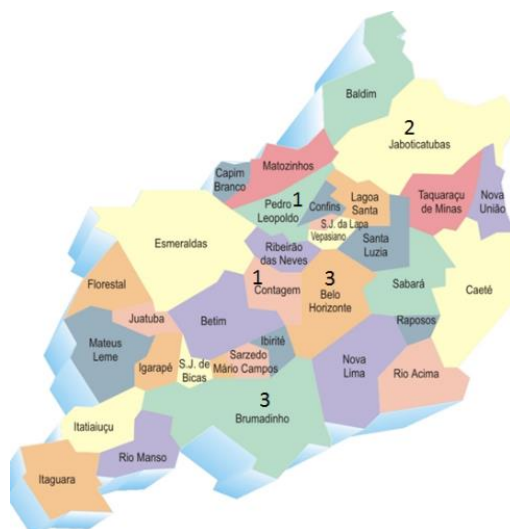 Baldim
2
Jaboticatubas
Matozinhos
Capim
Branco
1
Pedro
Leopoldo
Confins
Lagoa
Santa
Taquaraçu
de Minas
Nova
União
S.J. da Lapa
Vepasiano
Esmeraldas
Ribeirão
das Neves
Santa
Luzia
Florestal
1
Contagem
3
Belo
Horizonte
Sabará
Caeté
Juatuba
Betim
Raposos
Mateus
Leme
Igarapé
S.J. de
Bicas
Ibirité
Sarzedo
Mário Campos
Nova
Lima
Rio Acima
3
Brumadinho
Itatiaiuçu
Rio Manso
Itaguara